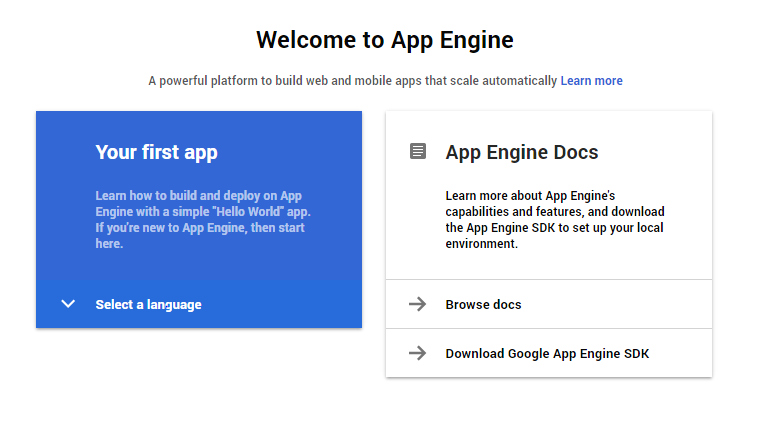 Welcome to App Engine
A powerful platform to build web and mobile apps that scale automatically Learn more
Your first app
Learn how to build and deploy on App
Engine with a simple "Hello World" app.
If you're new to App Engine, then start
here.
Select a language
App Engine Docs
Learn more about App Engine's
capabilities and features, and download
the App Engine SDK to set up your local
environment.
Browse docs
Download Google App Engine SDK